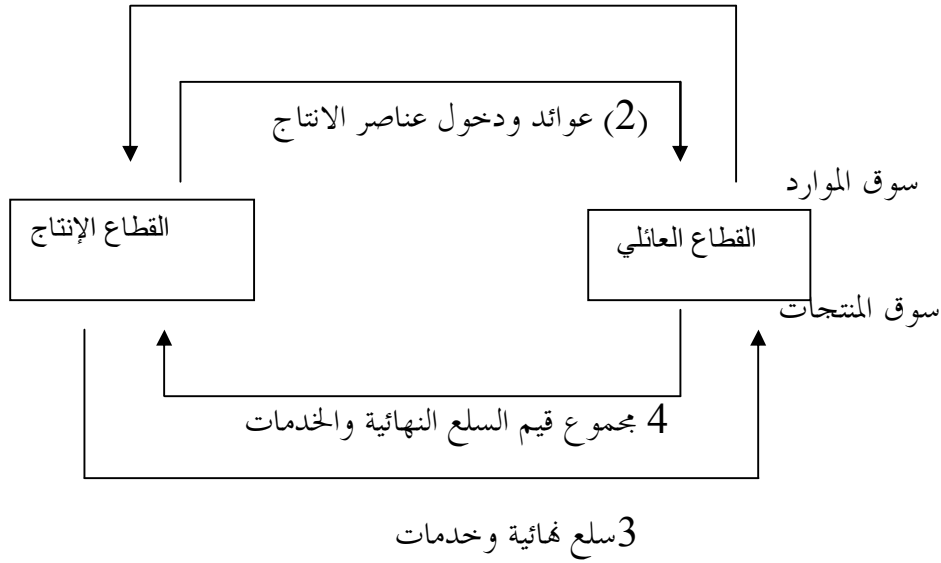 (2) عوائد ودخول عناصر الانتاج
سوق الموارد
القطاع الإنتاج
القطاع العائلي
سوق المنتجات
4 مجموع قيم السلع النهائية والخدمات
3سلع نهائية وخدمات